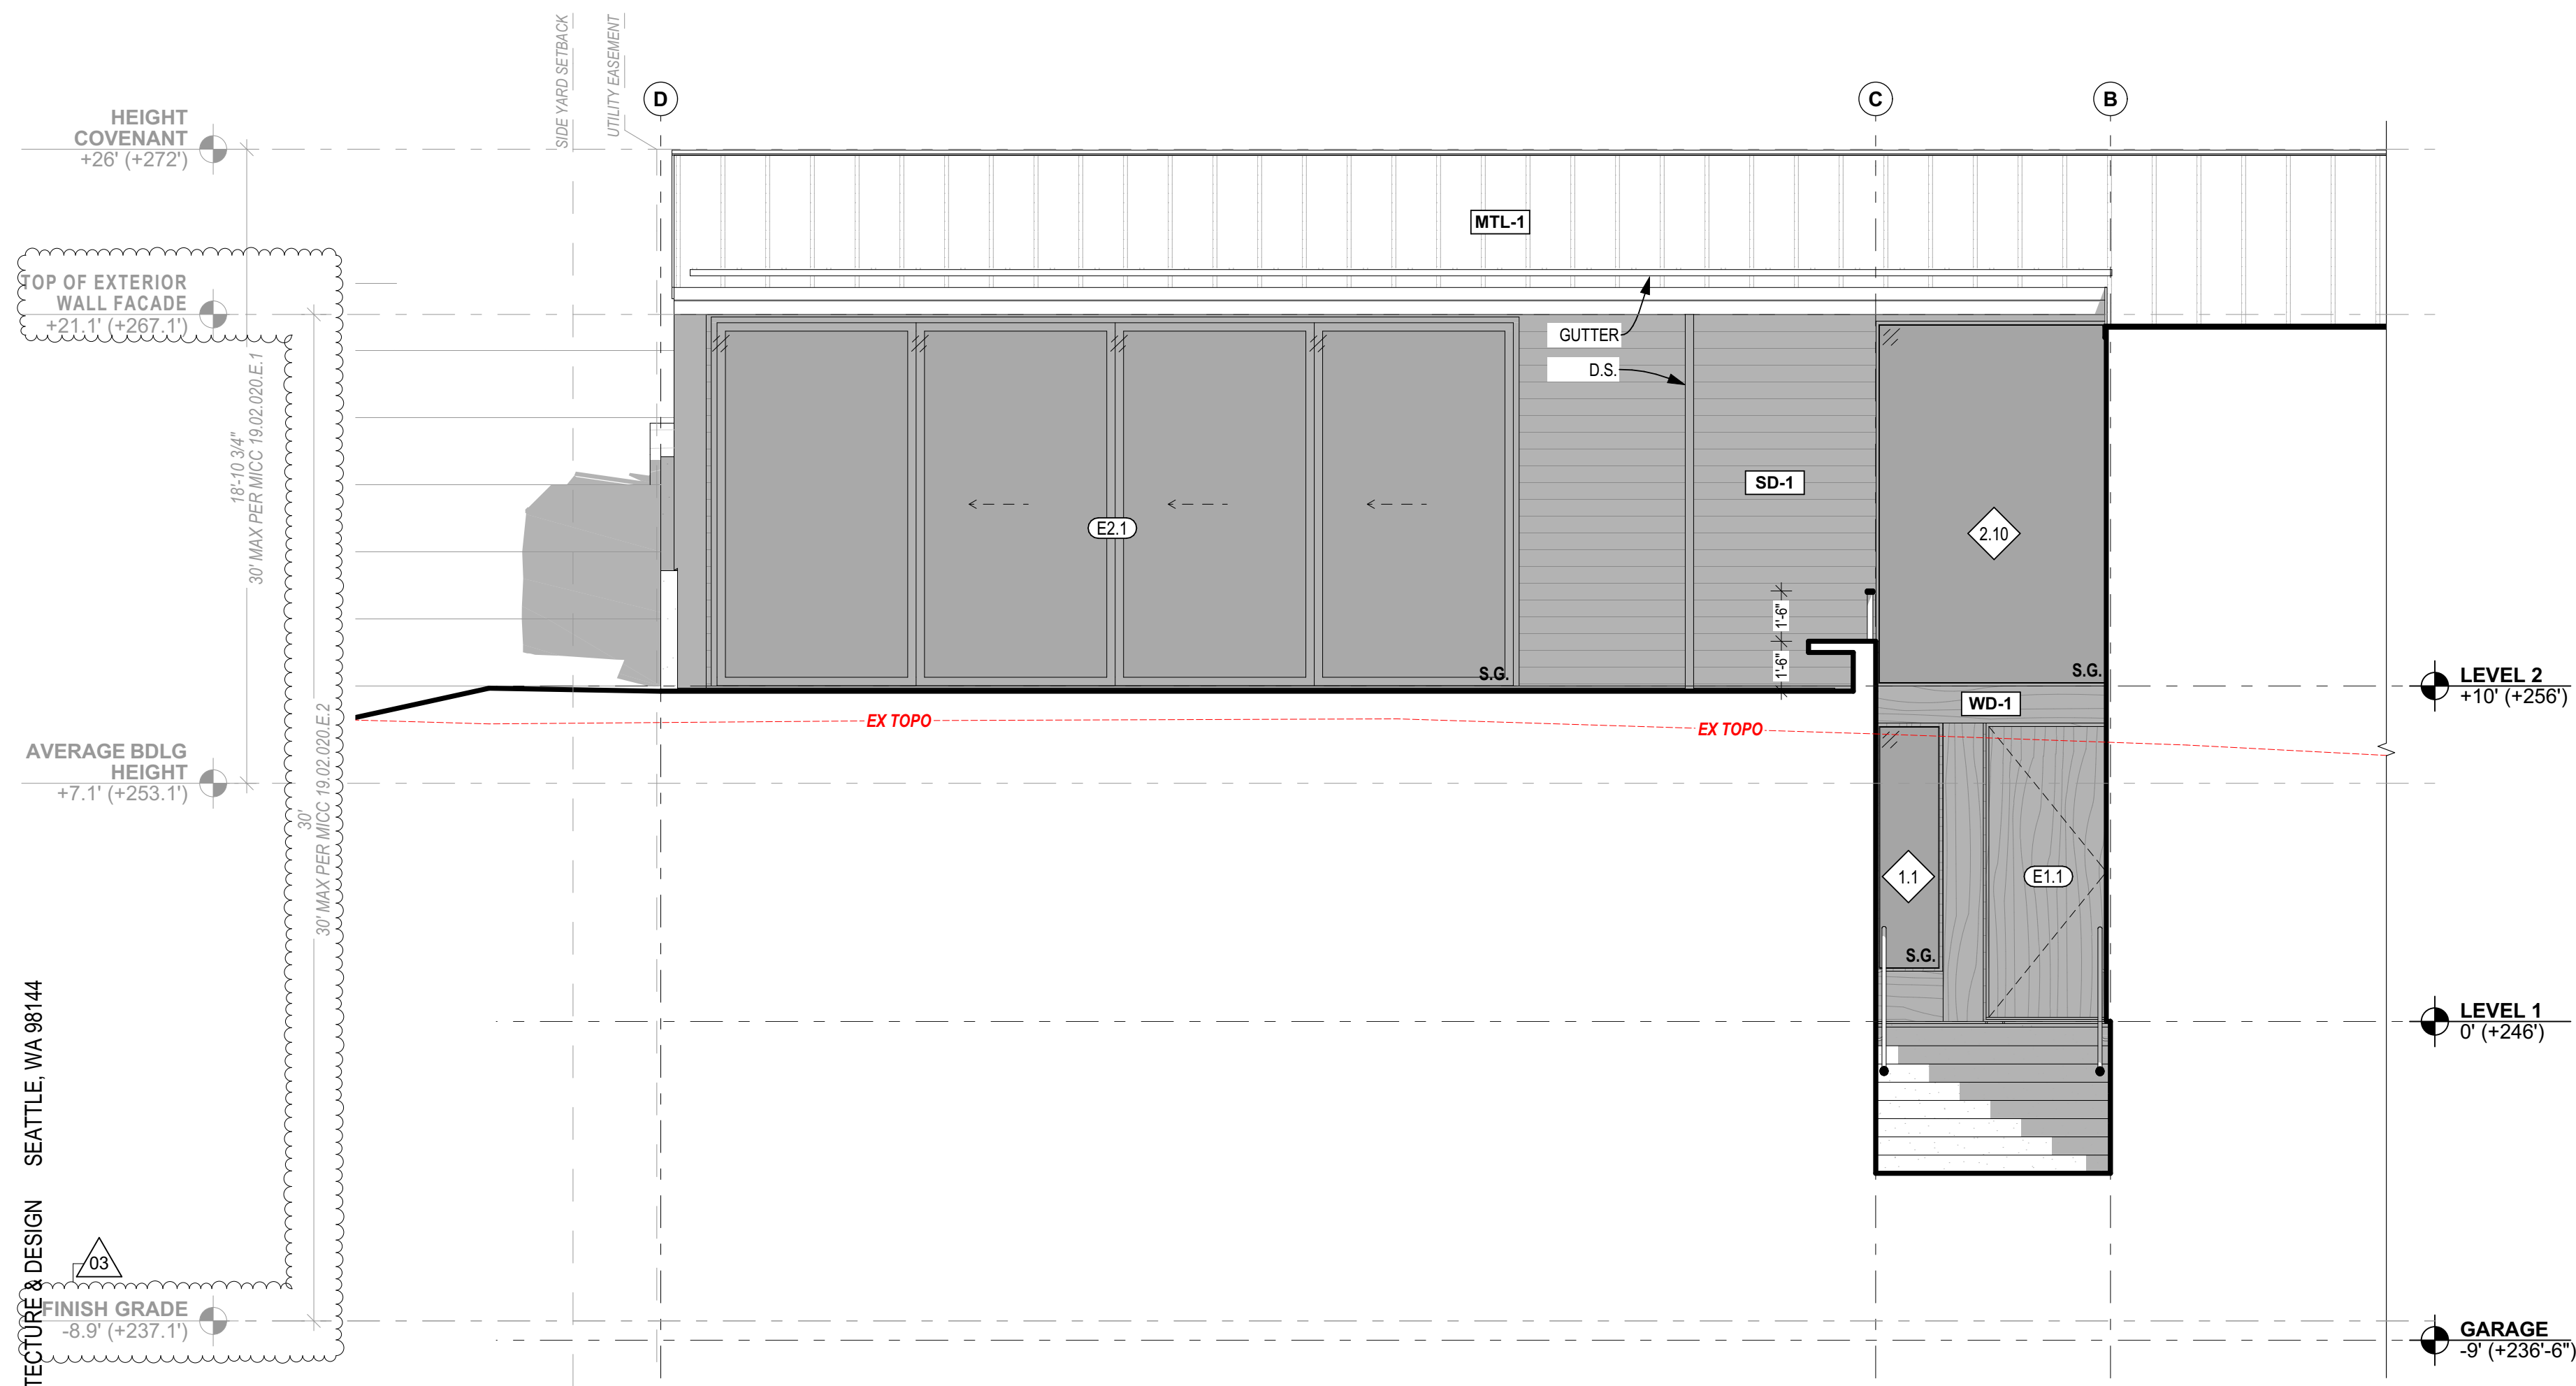 SIDE YARD SETBACK
UTILITY EASEMENT
D
C
B
HEIGHT
COVENANT
+26' (+272')
MTL-1
TOP OF EXTERIOR
WALL FACADE
+21.1' (+267.1')
GUTTER
D.S.
18'-10 3/4"
30' MAX PER MICC 19.02.020.E.1
SD-1
E2.1
2.10
1'-6"
1'-6"
S.G.
S.G.
LEVEL 2
+10' (+256')
WD-1
EX TOPO
EX TOPO
30'
30' MAX PER MICC 19.02.020.E.2
AVERAGE BDLG
HEIGHT
+7.1' (+253.1')
1.1
E1.1
S.G.
LEVEL 1
0' (+246')
TECTURE & DESIGN SEATTLE, WA 98144
03
FINISH GRADE
-8.9' (+237.1')
GARAGE
-9' (+236'-6")